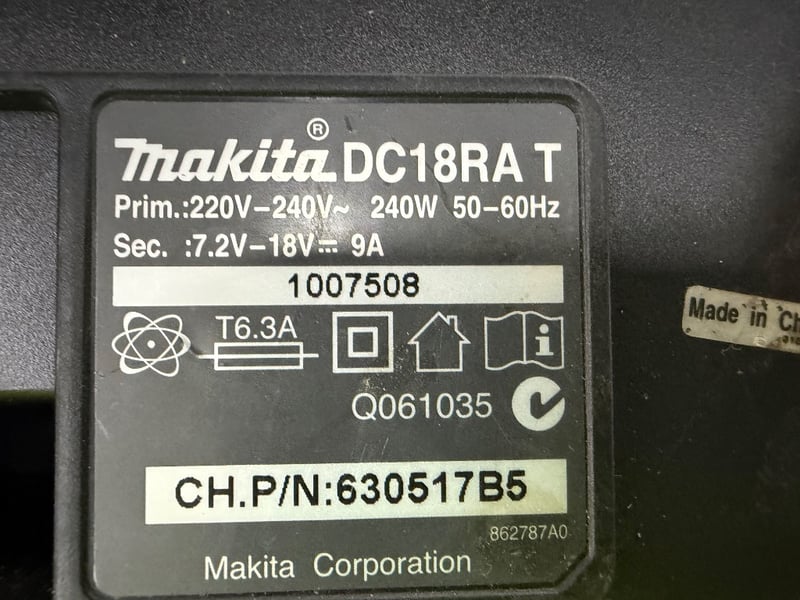 makita® DC18RA T
Prim.:220V–240V~ 240W 50–60Hz
Sec. :7.2V–18V⎓ 9A
1007508
T6.3A
i
Q061035
CH.P/N:630517B5
862787A0
Makita Corporation
Made in